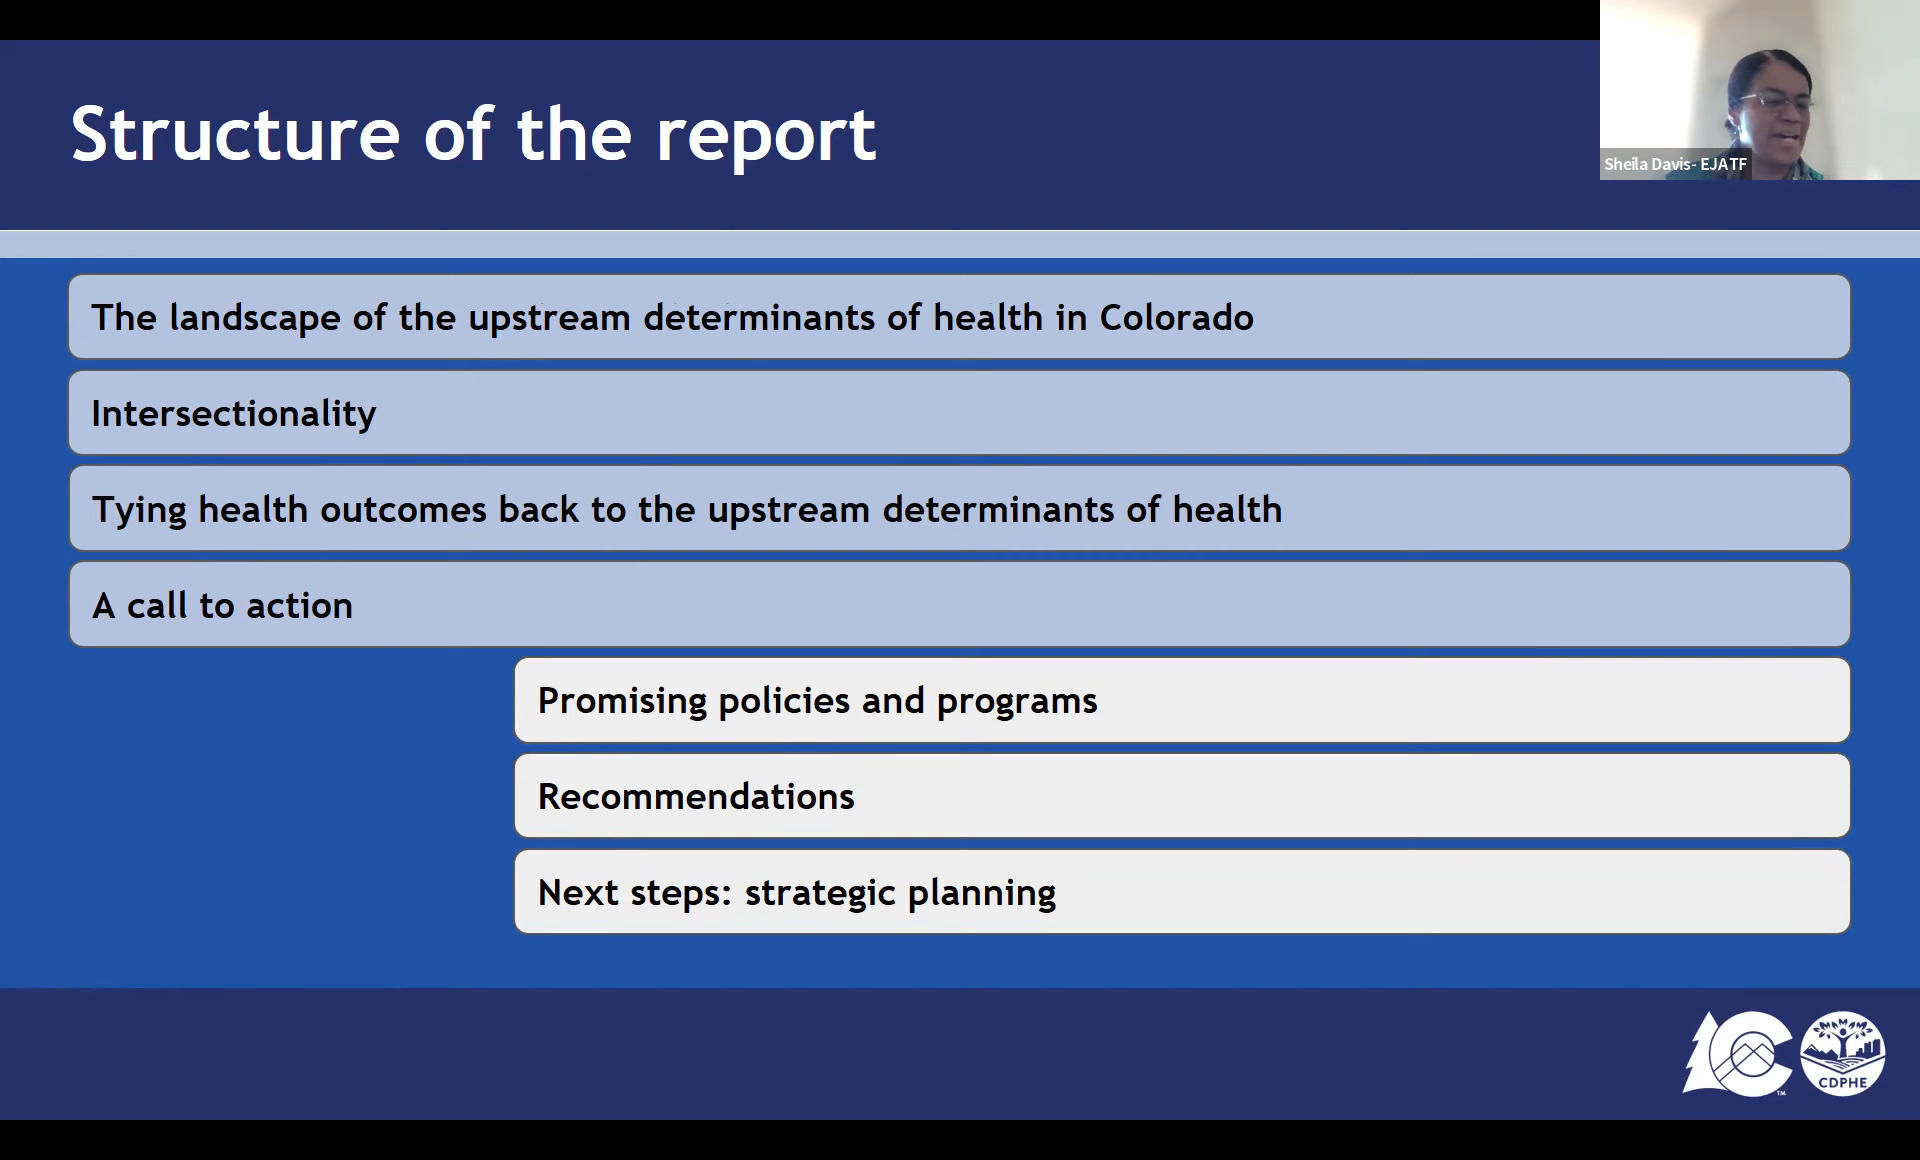 Structure of the report
Sheila Davis- EJATF
The landscape of the upstream determinants of health in Colorado
Intersectionality
Tying health outcomes back to the upstream determinants of health
A call to action
Promising policies and programs
Recommendations
Next steps: strategic planning
TM
CDPHE